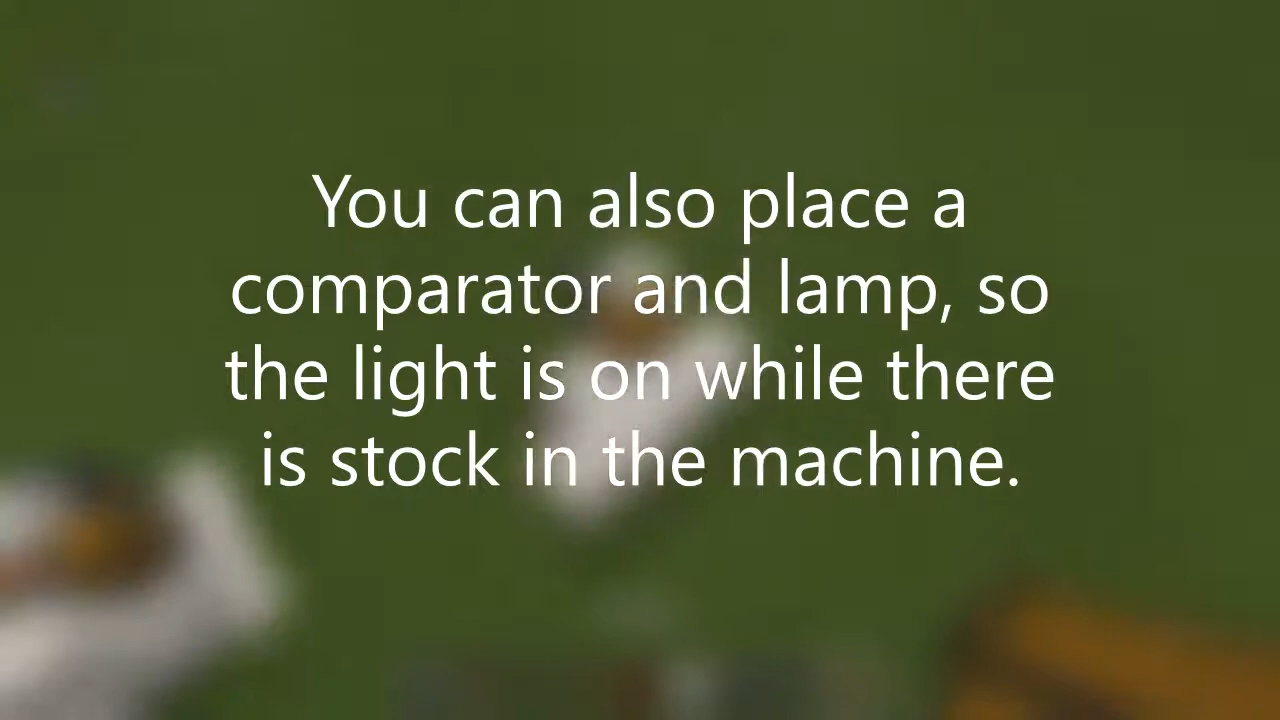 You can also place a
comparator and lamp, so
the light is on while there
is stock in the machine.